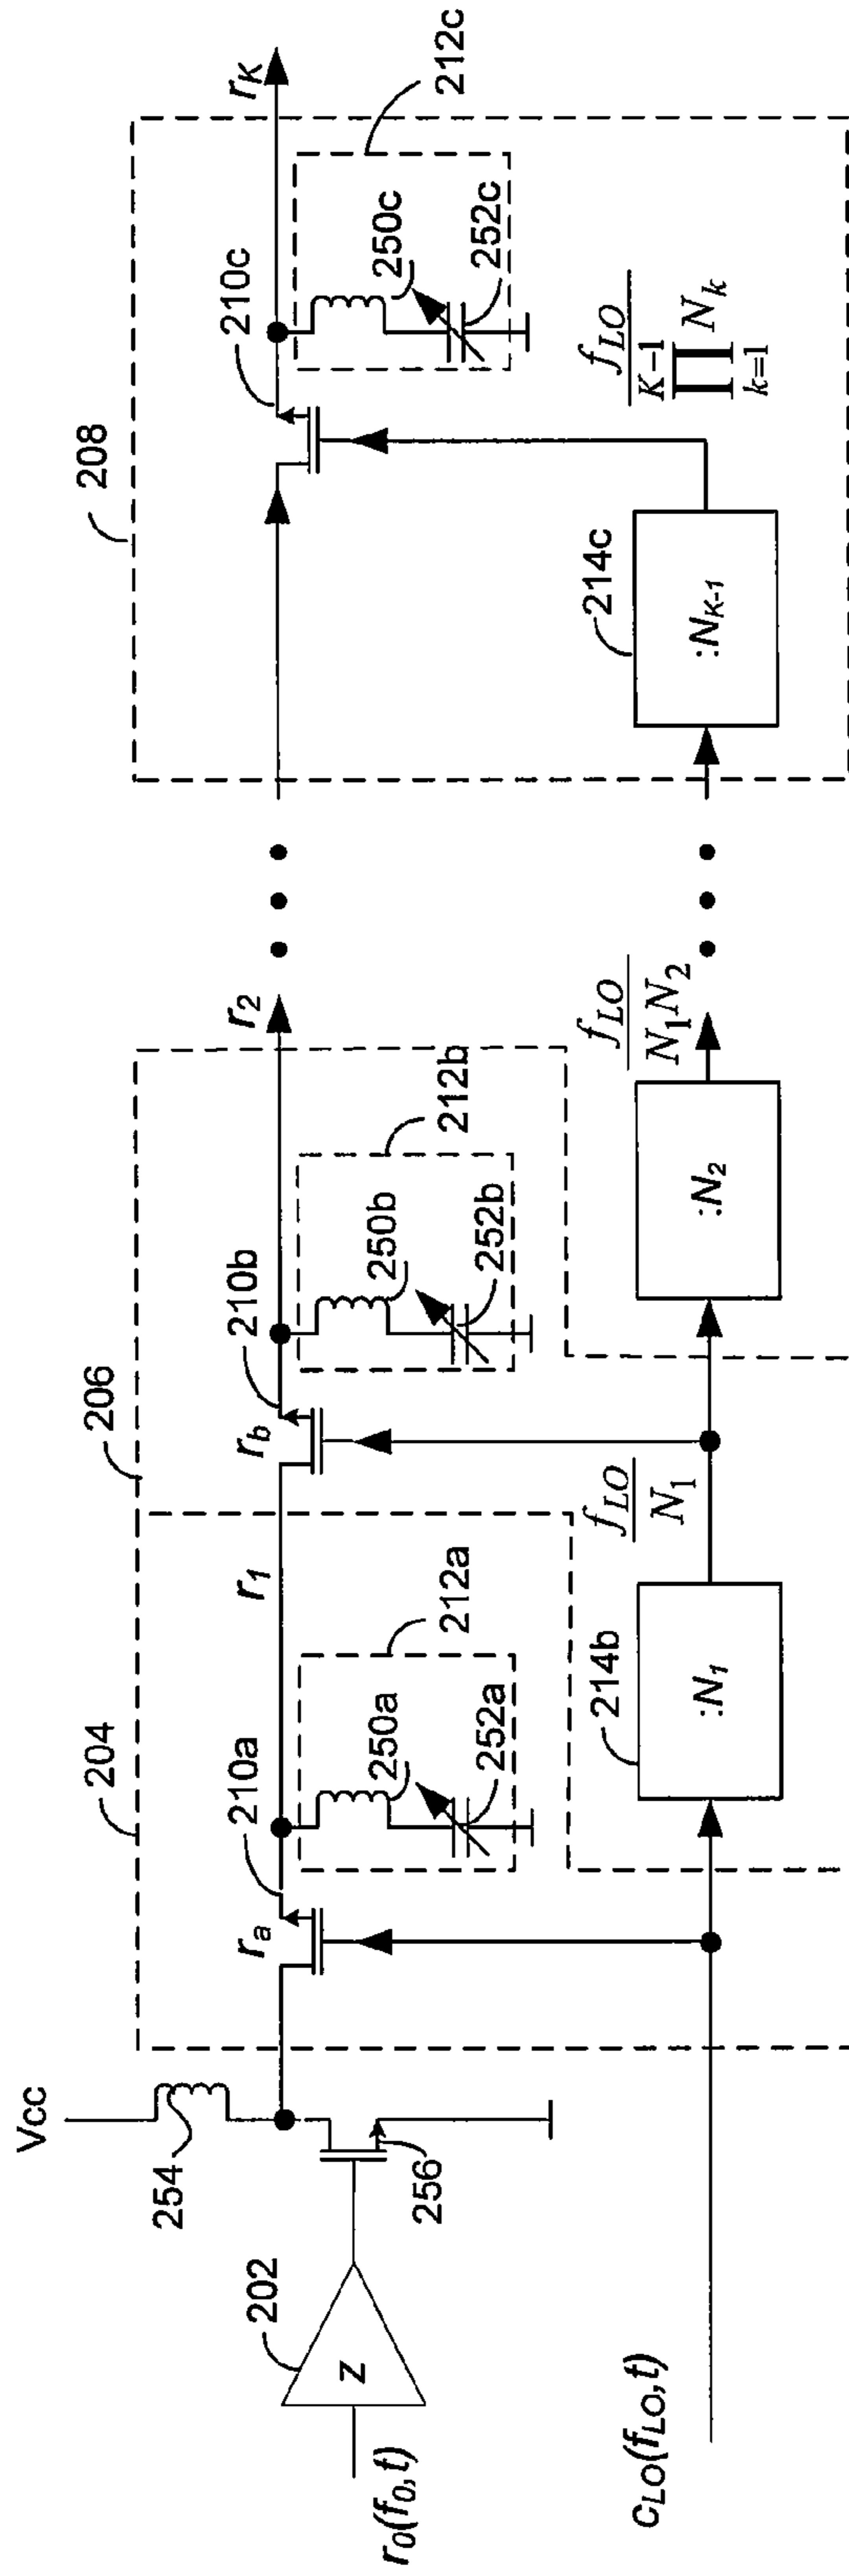 Vcc
254
202
Z
256
r0(f0,t)
cLO(fLO,t)
204
210a
ra
r1
212a
250a
252a
214b
:N1
fLO
N1
206
210b
rb
r2
212b
250b
252b
:N2
fLO
N1N2
208
210c
rK
212c
250c
252c
214c
:NK-1
fLO
K-1
∏ Nk
k=1